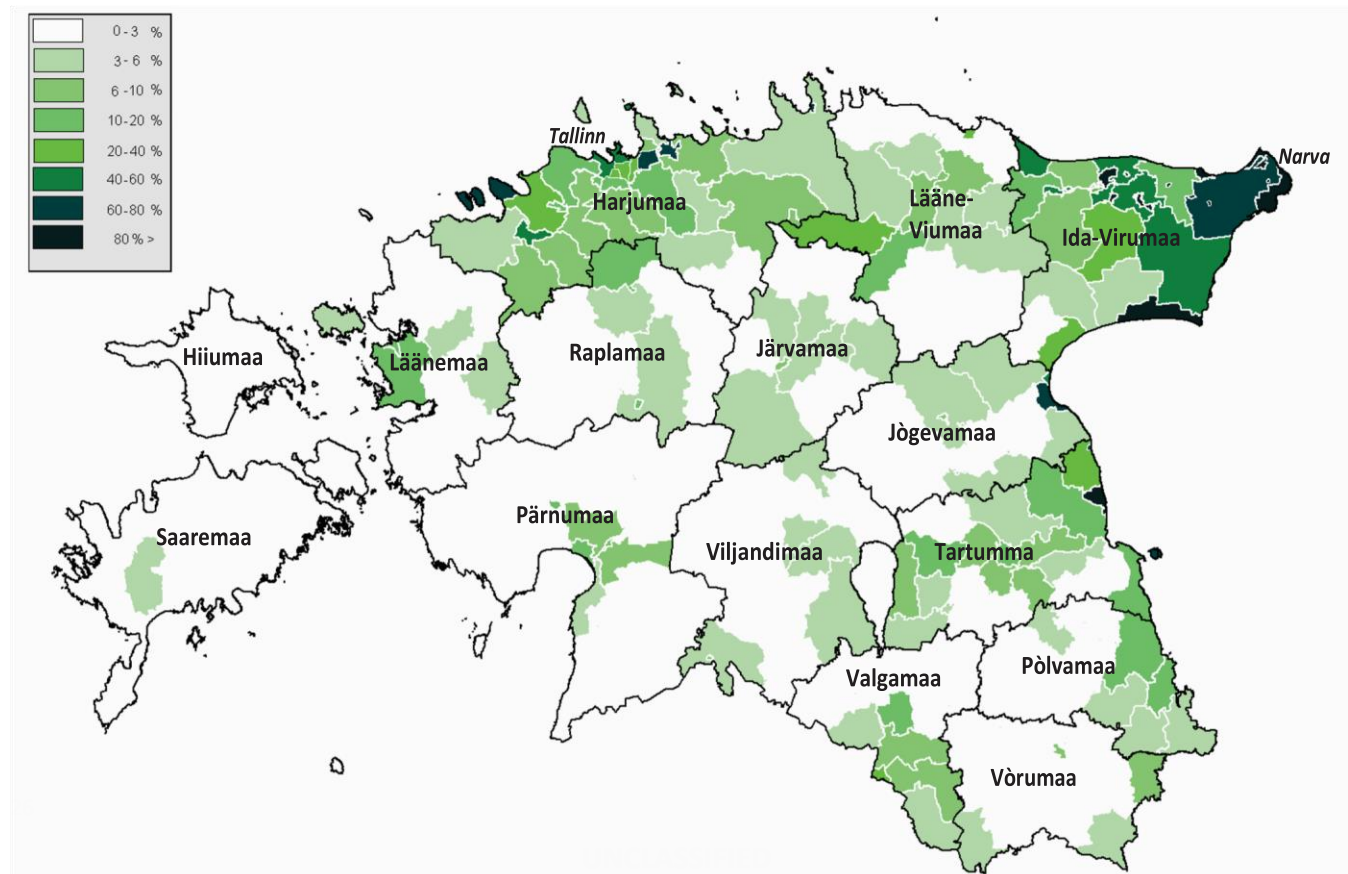 0-3 %
3-6 %
6-10 %
10-20 %
20-40 %
40-60 %
60-80 %
80% >
Tallinn
Narva
Harjumaa
Lääne-
Viumaa
Ida-Virumaa
Hiiumaa
Läänemaa
Raplamaa
Järvamaa
Jògevamaa
Saaremaa
Pärnumaa
Viljandimaa
Tartumma
Valgamaa
Pòlvamaa
Vòrumaa